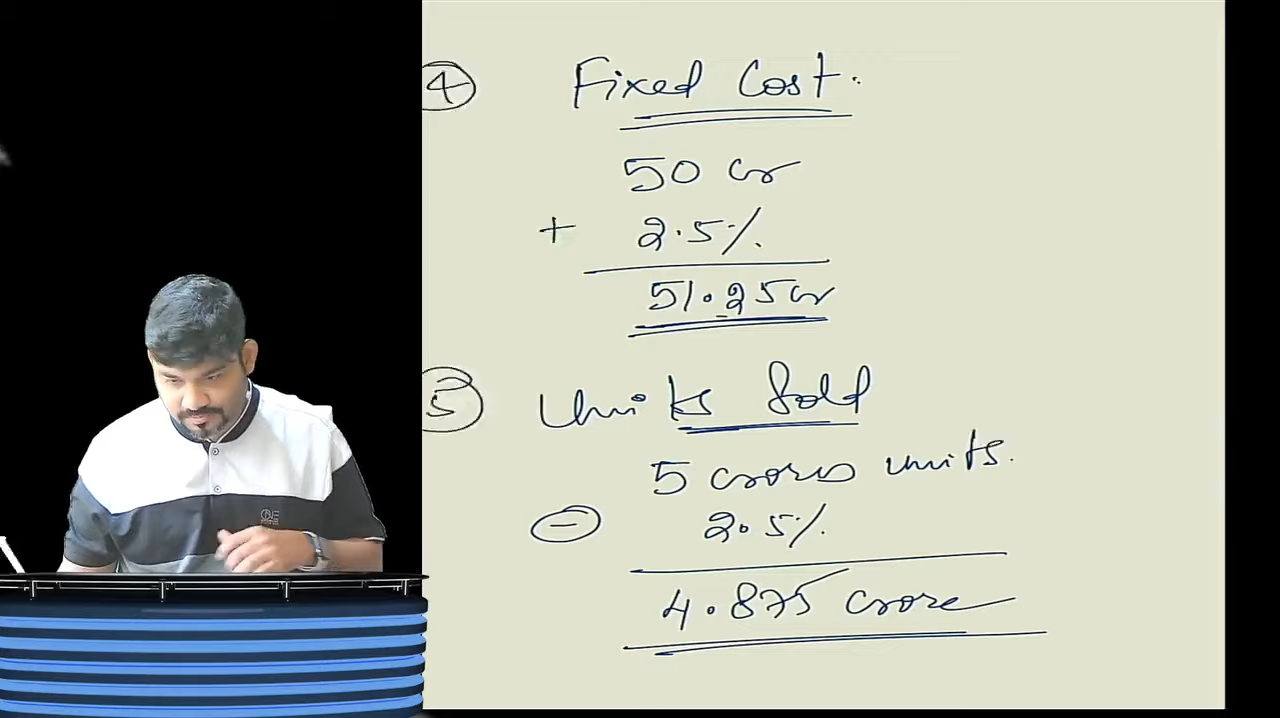 ④ Fixed Cost.
50 cr
+ 2.5%
51.25 cr
⑤ Units Sold
5 crores units.
⊖ 2.5%
4.875 crore